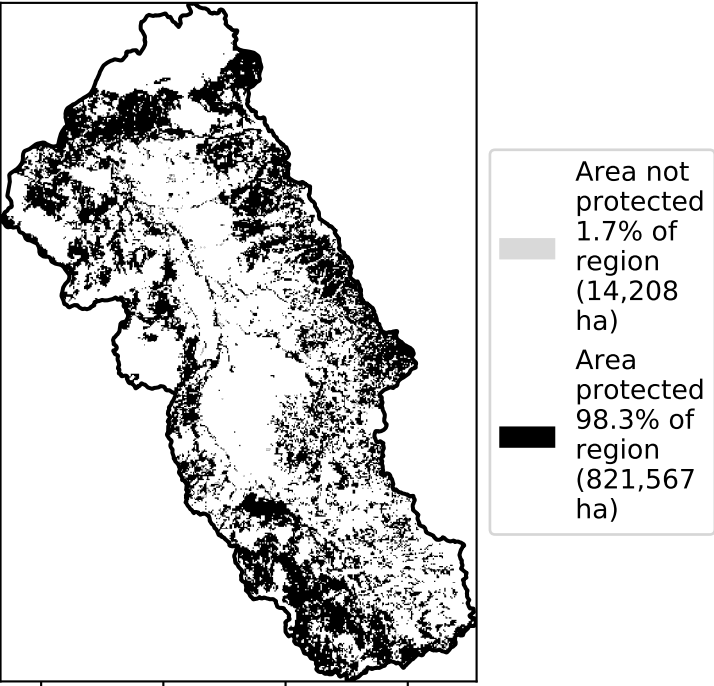 Area not
protected
1.7% of
region
(14,208
ha)
Area
protected
98.3% of
region
(821,567
ha)